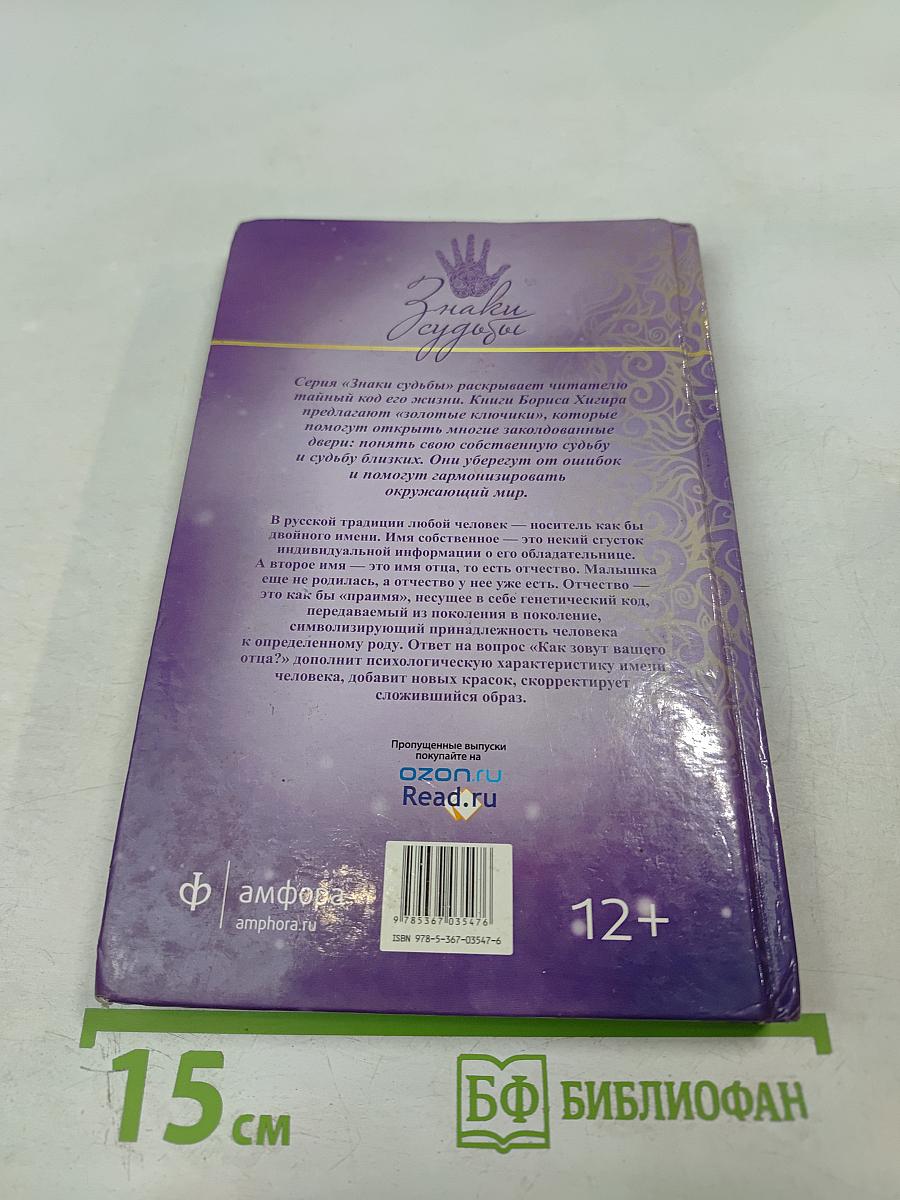 Знаки
судьбы
Серия «Знаки судьбы» раскрывает читателю
тайный код его жизни. Книги Бориса Хигира
предлагают «золотые ключики», которые
помогут открыть многие заколдованные
двери: понять свою собственную судьбу
и судьбу близких. Они уберегут от ошибок
и помогут гармонизировать
окружающий мир.
В русской традиции любой человек — носитель как бы
двойного имени. Имя собственное — это некий сгусток
индивидуальной информации о его обладательнице.
А второе имя — это имя отца, то есть отчество. Малышка
еще не родилась, а отчество у нее уже есть. Отчество —
это как бы «праимя», несущее в себе генетический код,
передаваемый из поколения в поколение,
символизирующий принадлежность человека
к определенному роду. Ответ на вопрос «Как зовут вашего
отца?» дополнит психологическую характеристику имени
человека, добавит новых красок, скорректирует
сложившийся образ.
Пропущенные выпуски
покупайте на
ozon.ru
Read.ru
амфора
amphora.ru
9 785367 035476
ISBN 978-5-367-03547-6
12+
15 см
БФ БИБЛИОФАН